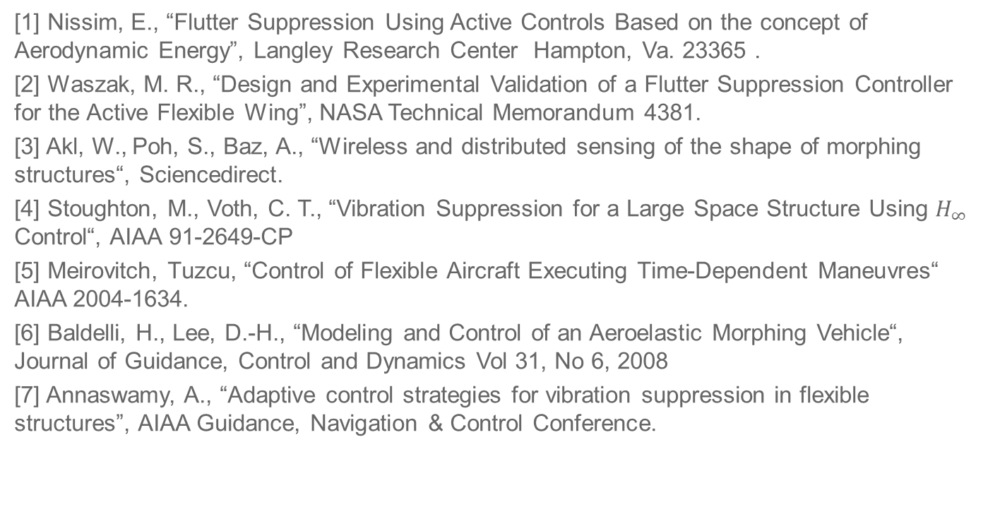 [1] Nissim, E., “Flutter Suppression Using Active Controls Based on the concept of
Aerodynamic Energy”, Langley Research Center Hampton, Va. 23365 .
[2] Waszak, M. R., “Design and Experimental Validation of a Flutter Suppression Controller
for the Active Flexible Wing”, NASA Technical Memorandum 4381.
[3] Akl, W., Poh, S., Baz, A., “Wireless and distributed sensing of the shape of morphing
structures“, Sciencedirect.
[4] Stoughton, M., Voth, C. T., “Vibration Suppression for a Large Space Structure Using H∞
Control“, AIAA 91-2649-CP
[5] Meirovitch, Tuzcu, “Control of Flexible Aircraft Executing Time-Dependent Maneuvres“
AIAA 2004-1634.
[6] Baldelli, H., Lee, D.-H., “Modeling and Control of an Aeroelastic Morphing Vehicle“,
Journal of Guidance, Control and Dynamics Vol 31, No 6, 2008
[7] Annaswamy, A., “Adaptive control strategies for vibration suppression in flexible
structures”, AIAA Guidance, Navigation & Control Conference.